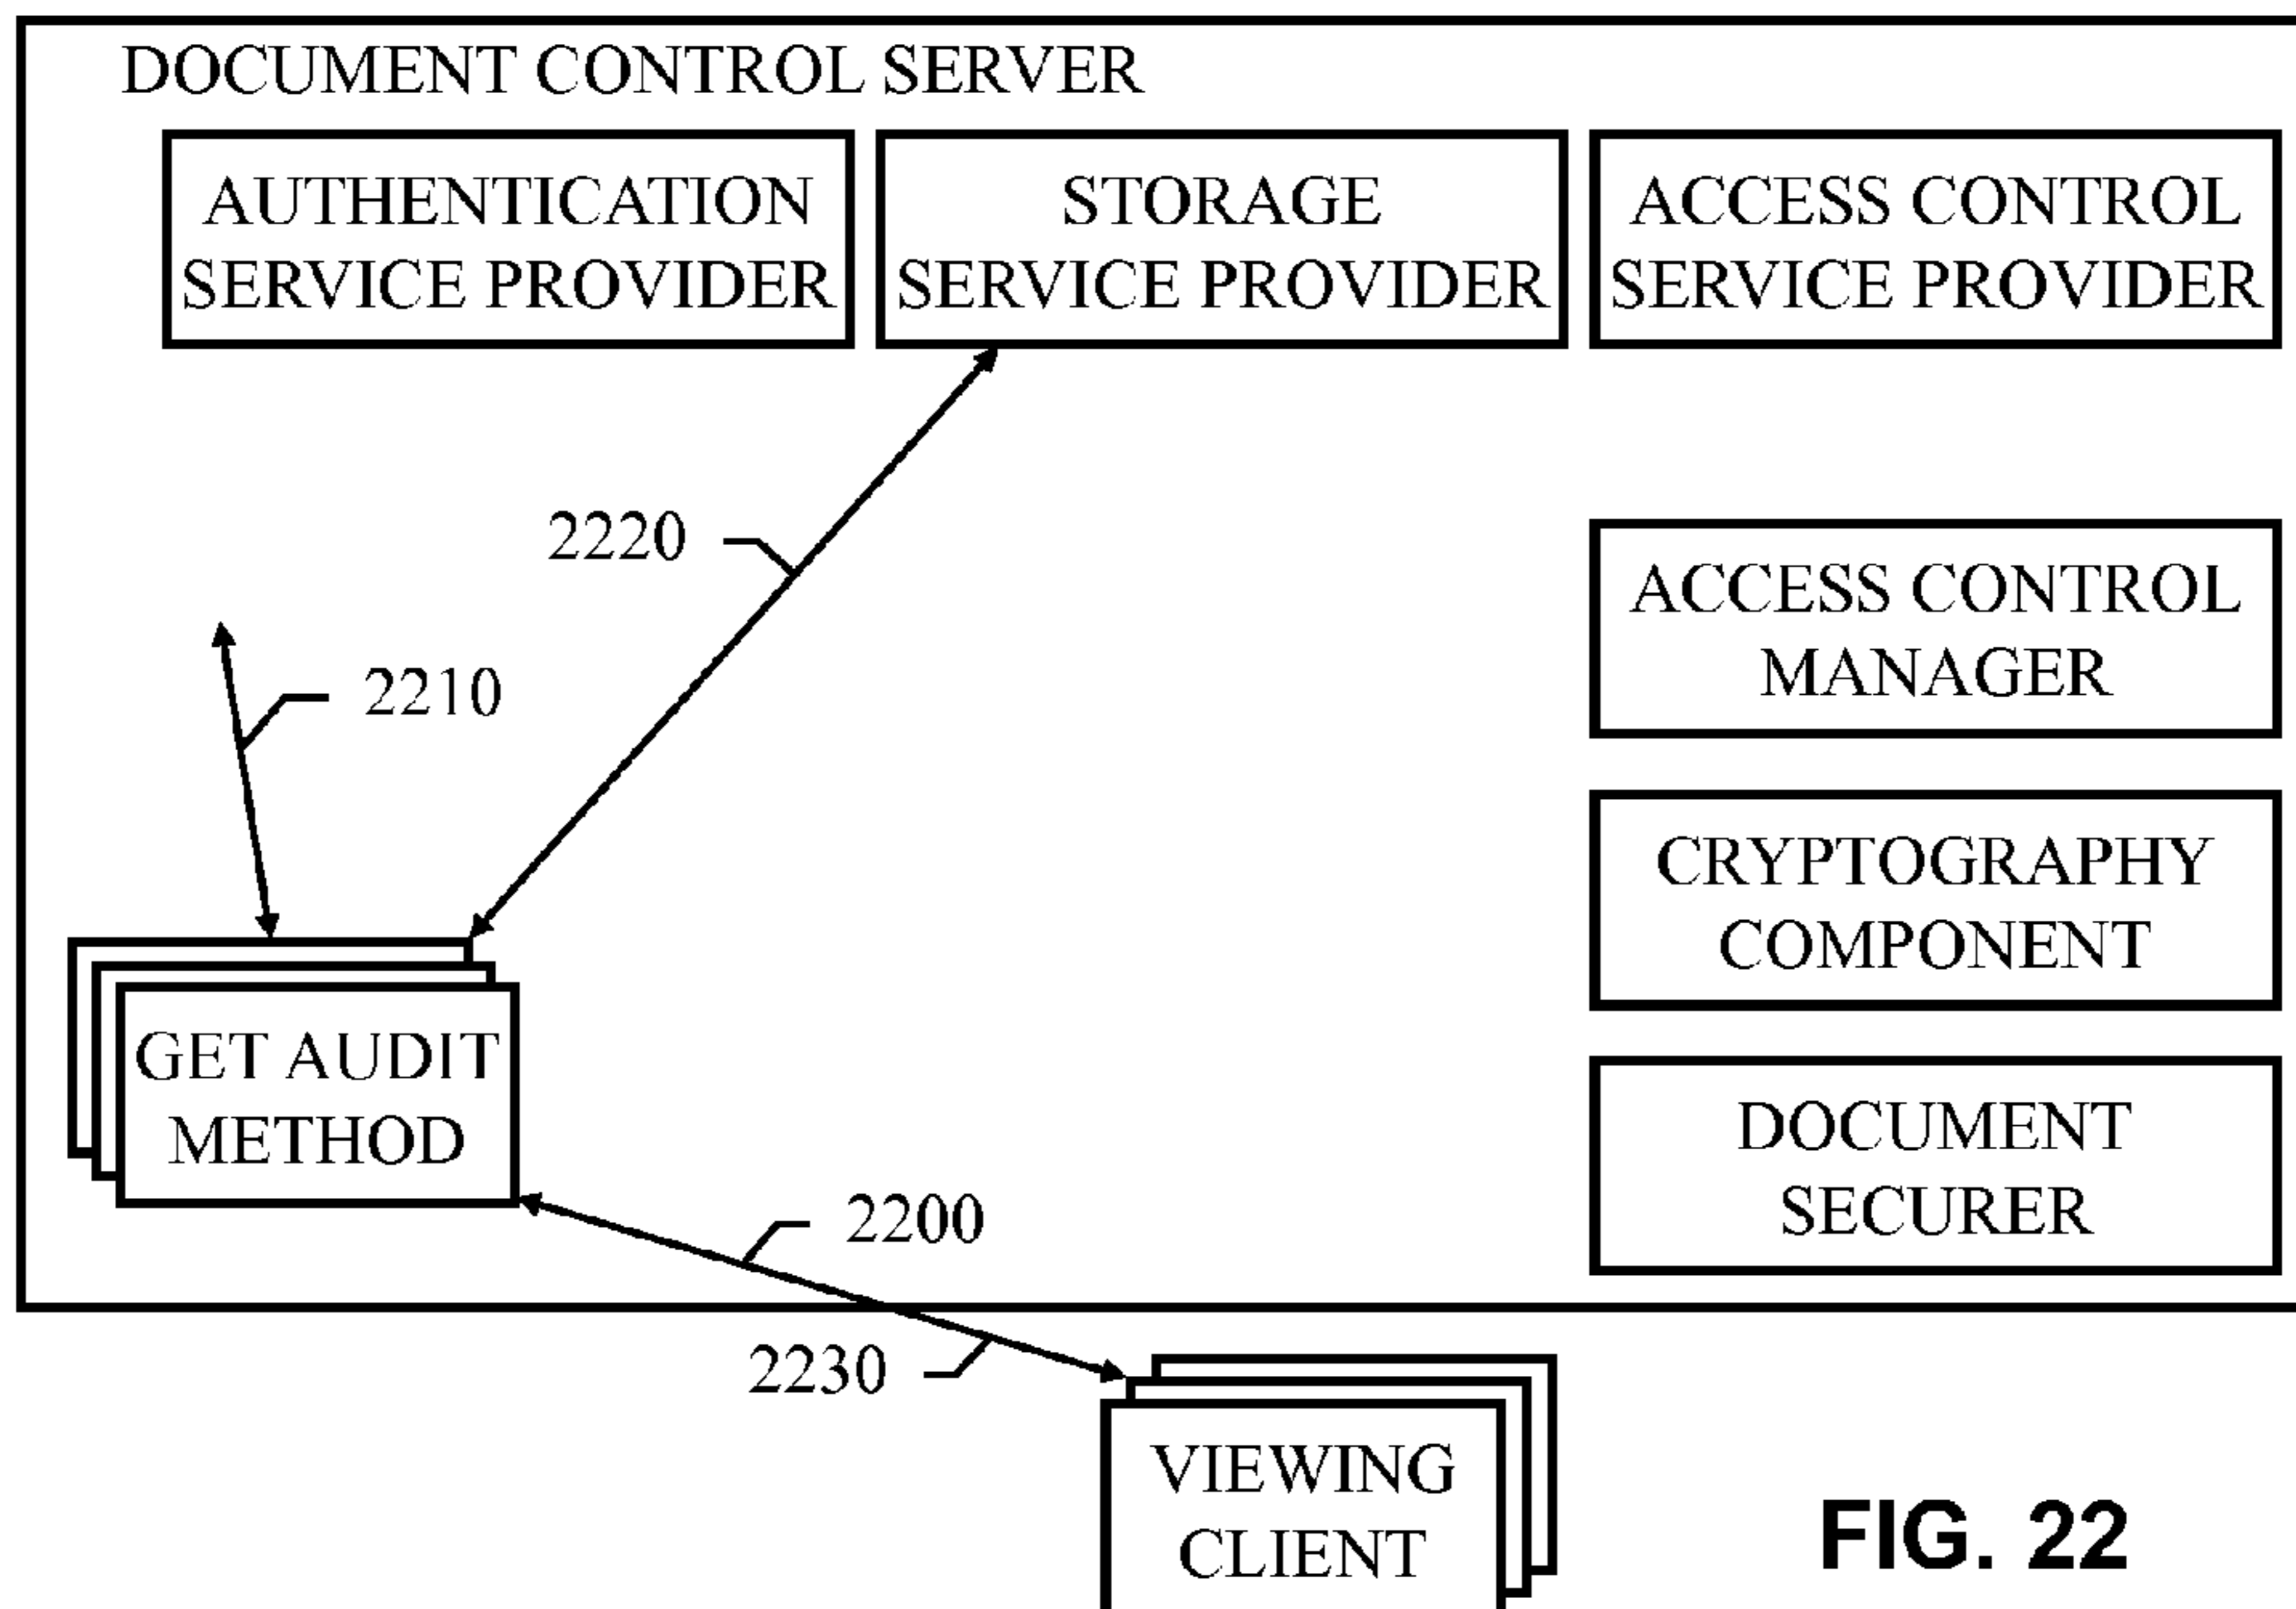 DOCUMENT CONTROL SERVER
AUTHENTICATION
SERVICE PROVIDER
STORAGE
SERVICE PROVIDER
ACCESS CONTROL
SERVICE PROVIDER
2220
ACCESS CONTROL
MANAGER
2210
CRYPTOGRAPHY
COMPONENT
GET AUDIT
METHOD
DOCUMENT
SECURER
2200
2230
VIEWING
CLIENT
FIG. 22